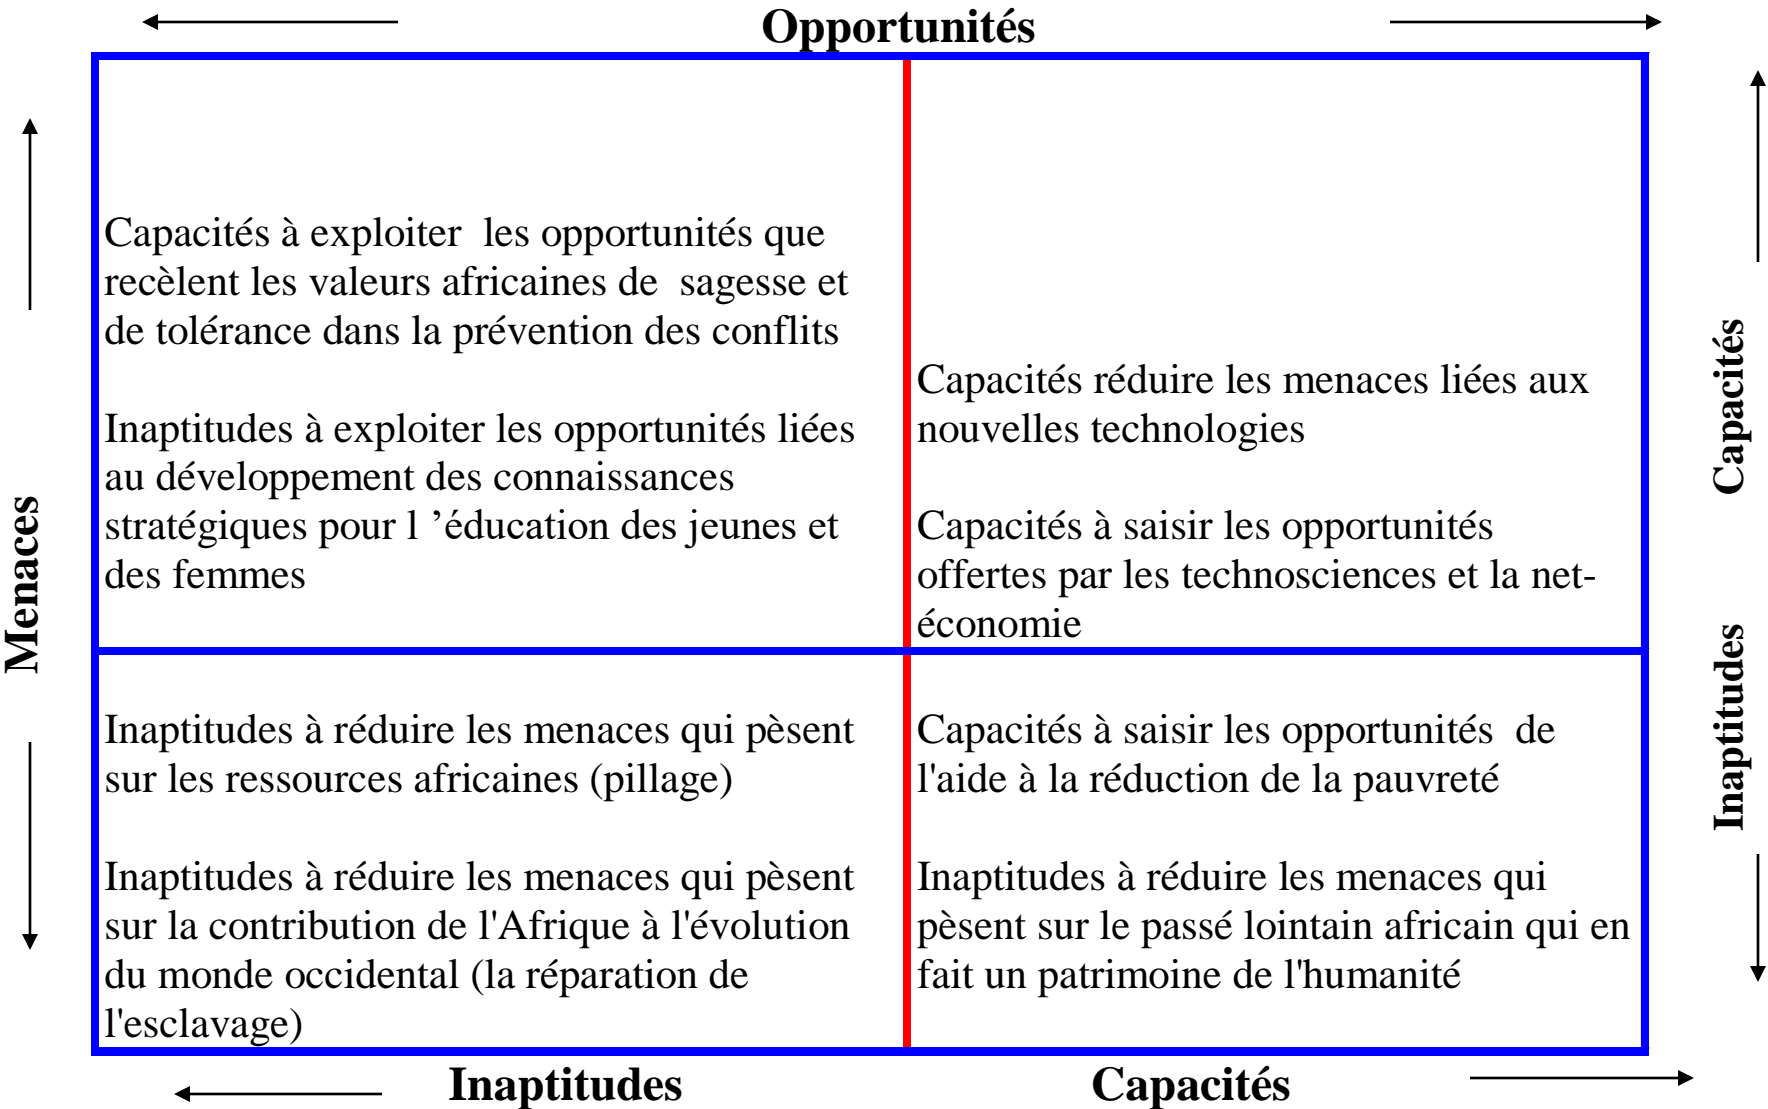 Opportunités
Menaces
Capacités à exploiter  les opportunités que
recèlent les valeurs africaines de  sagesse et
de tolérance dans la prévention des conflits
Inaptitudes à exploiter les opportunités liées
au développement des connaissances
stratégiques pour l ’éducation des jeunes et
des femmes
Capacités réduire les menaces liées aux
nouvelles technologies
Capacités à saisir les opportunités
offertes par les technosciences et la net-
économie
Capacités
Inaptitudes
Inaptitudes à réduire les menaces qui pèsent
sur les ressources africaines (pillage)
Inaptitudes à réduire les menaces qui pèsent
sur la contribution de l'Afrique à l'évolution
du monde occidental (la réparation de
l'esclavage)
Capacités à saisir les opportunités  de
l'aide à la réduction de la pauvreté
Inaptitudes à réduire les menaces qui
pèsent sur le passé lointain africain qui en
fait un patrimoine de l'humanité
Inaptitudes
Capacités